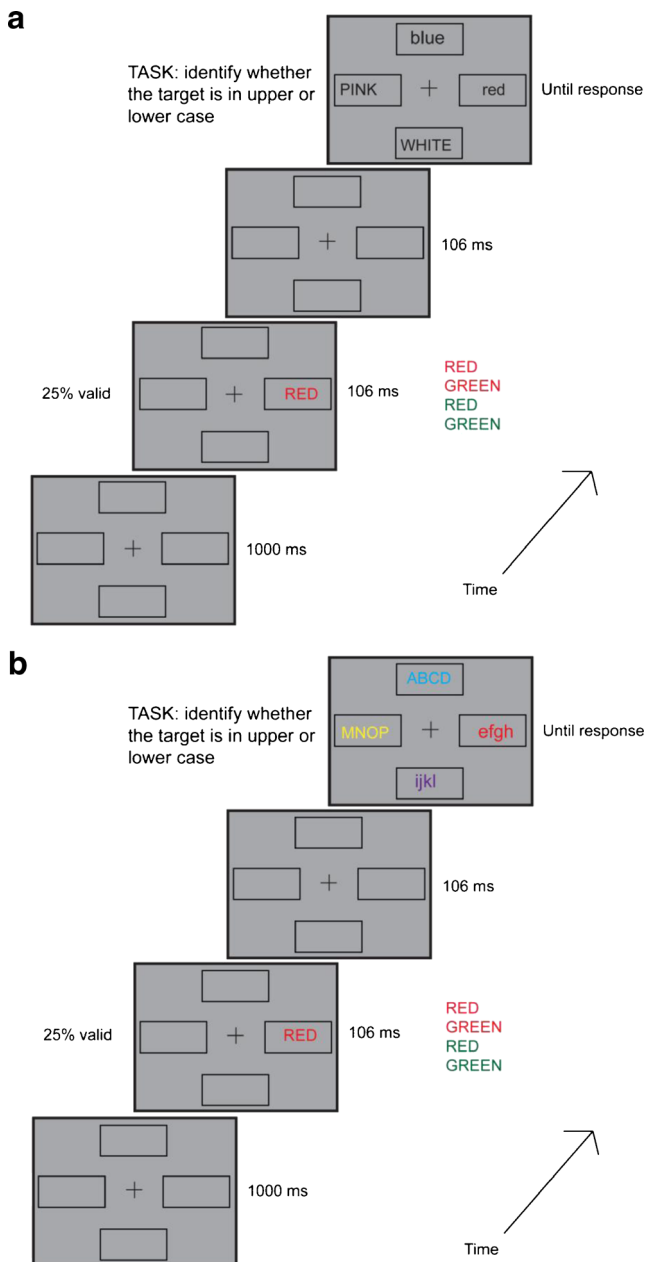 a
blue
TASK: identify whether
the target is in upper or
lower case
PINK + red
Until response
WHITE
+
106 ms
25% valid
+ RED
106 ms
RED
GREEN
RED
GREEN
+
1000 ms
Time
b
ABCD
TASK: identify whether
the target is in upper or
lower case
MNOP + efgh
Until response
ijkl
+
106 ms
25% valid
+ RED
106 ms
RED
GREEN
RED
GREEN
+
1000 ms
Time